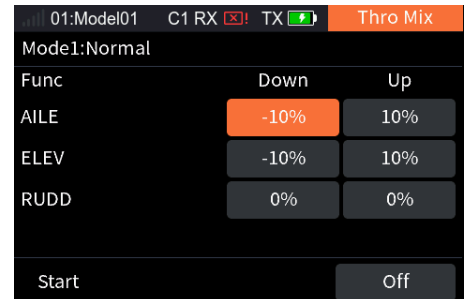 01:Model01 C1 RX ! TX Thro Mix
Mode1:Normal
Func Down Up
AILE -10% 10%
ELEV -10% 10%
RUDD 0% 0%
Start Off